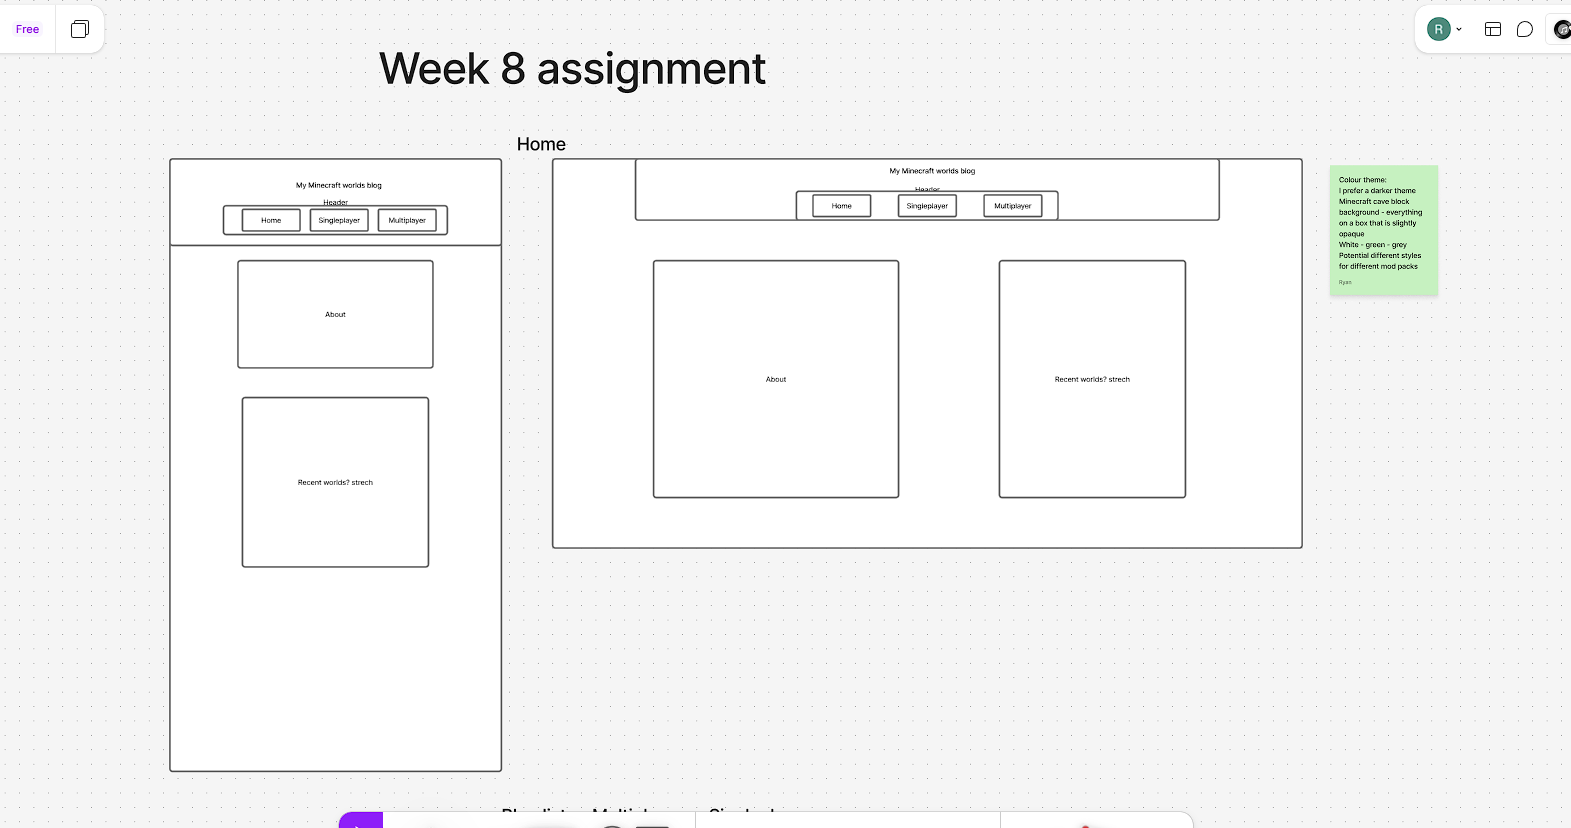 Free
R
Week 8 assignment
Home
My Minecraft worlds blog
Header
Home
Singleplayer
Multiplayer
About
Recent worlds? strech
My Minecraft worlds blog
Header
Home
Singleplayer
Multiplayer
About
Recent worlds? strech
Colour theme:
I prefer a darker theme
Minecraft cave block
background - everything
on a box that is slightly
opaque
White - green - grey
Potential different styles
for different mod packs
Ryan